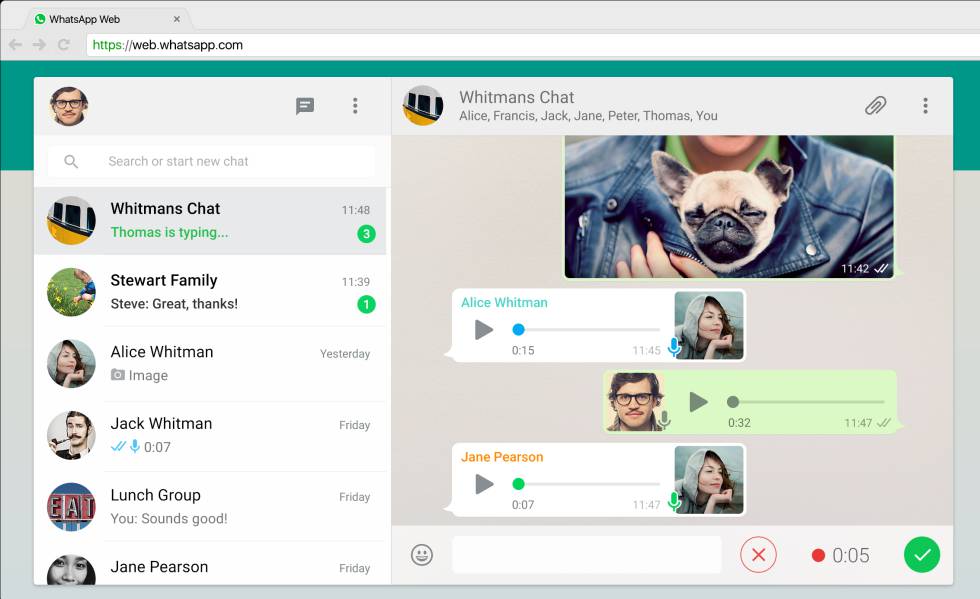 WhatsApp Web
https://web.whatsapp.com
Search or start new chat
Whitmans Chat
11:48
Thomas is typing...
3
Stewart Family
11:39
Steve: Great, thanks!
1
Alice Whitman
Yesterday
Image
Jack Whitman
Friday
0:07
EAT
Lunch Group
Friday
You: Sounds good!
Jane Pearson
Friday
Whitmans Chat
Alice, Francis, Jack, Jane, Peter, Thomas, You
11:42
Alice Whitman
0:15
11:45
0:32
11:47
Jane Pearson
0:07
11:47
0:05